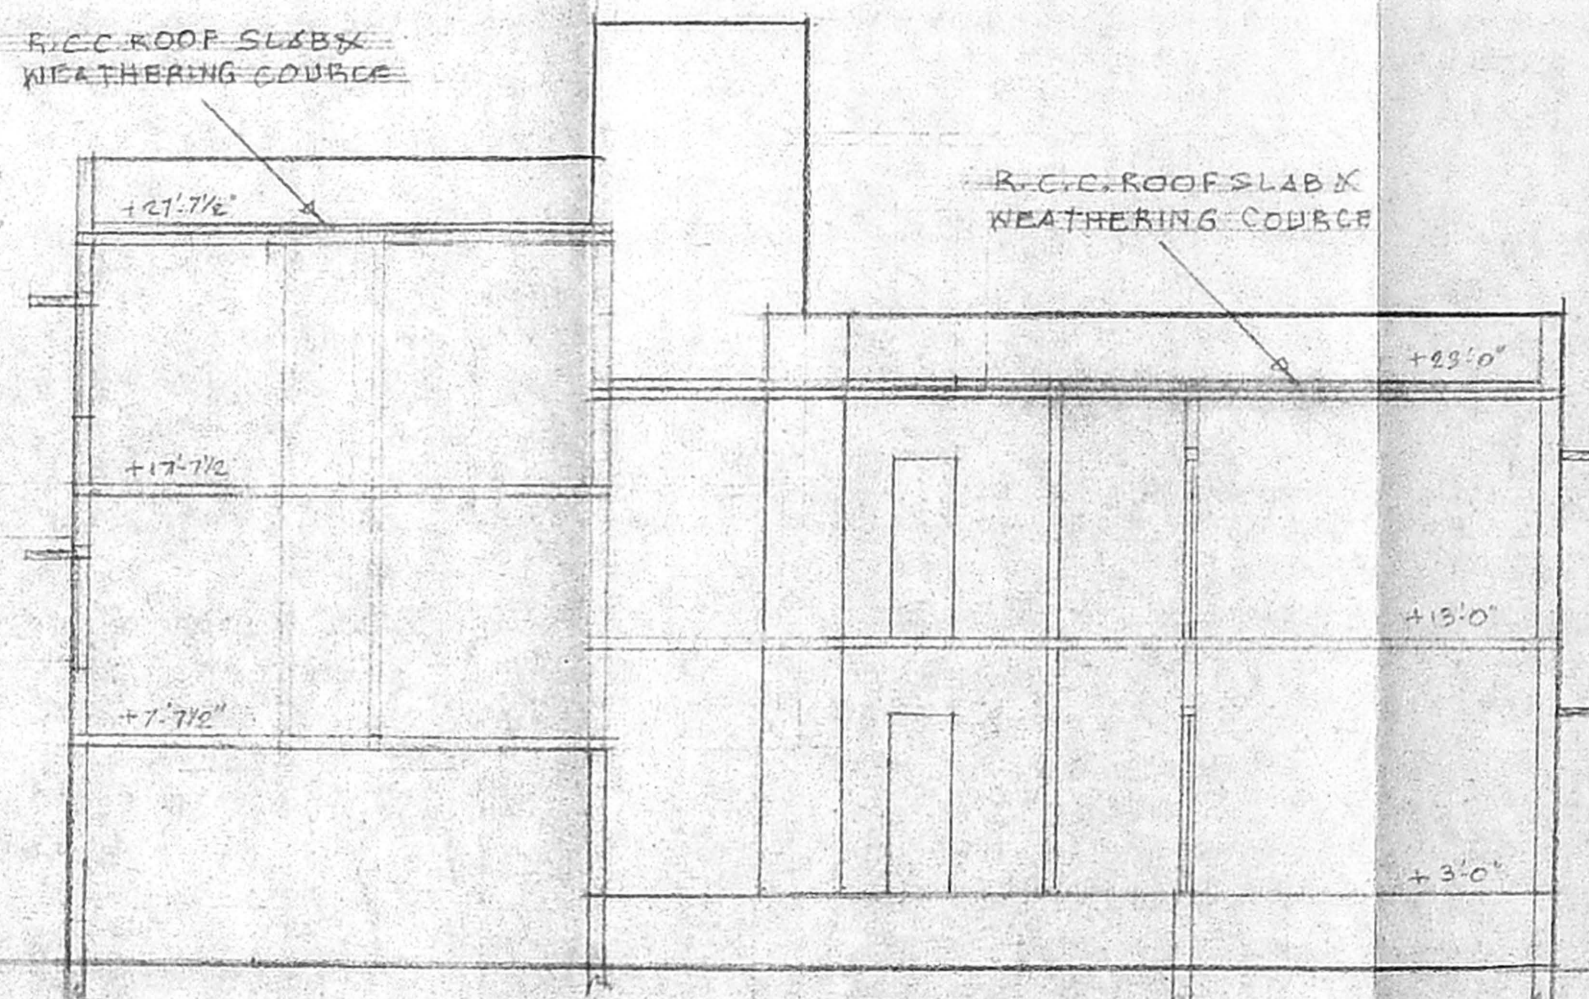 R.C.C. ROOF SLAB &
WEATHERING COURCE
R.C.C. ROOF SLAB &
WEATHERING COURCE
+27'-7½"
+23'-0"
+17'-7½
+13'-0"
+7'-7½"
+3'-0"